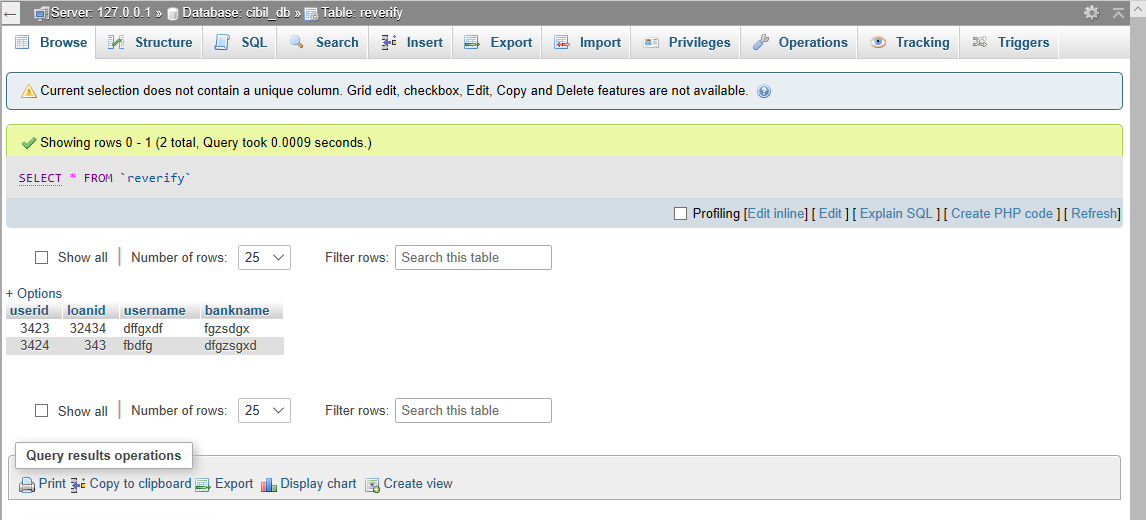 Server: 127.0.0.1 » Database: cibil_db » Table: reverify
Browse Structure SQL Search Insert Export Import Privileges Operations Tracking Triggers
Current selection does not contain a unique column. Grid edit, checkbox, Edit, Copy and Delete features are not available.
Showing rows 0 - 1 (2 total, Query took 0.0009 seconds.)
SELECT * FROM `reverify`
Profiling [Edit inline] [ Edit ] [ Explain SQL ] [ Create PHP code ] [ Refresh]
Show all | Number of rows: 25 Filter rows: Search this table
+ Options
userid loanid username bankname
3423 32434 dffgxdf fgzsdgx
3424 343 fbdfg dfgzsgxd
Show all | Number of rows: 25 Filter rows: Search this table
Query results operations
Print Copy to clipboard Export Display chart Create view